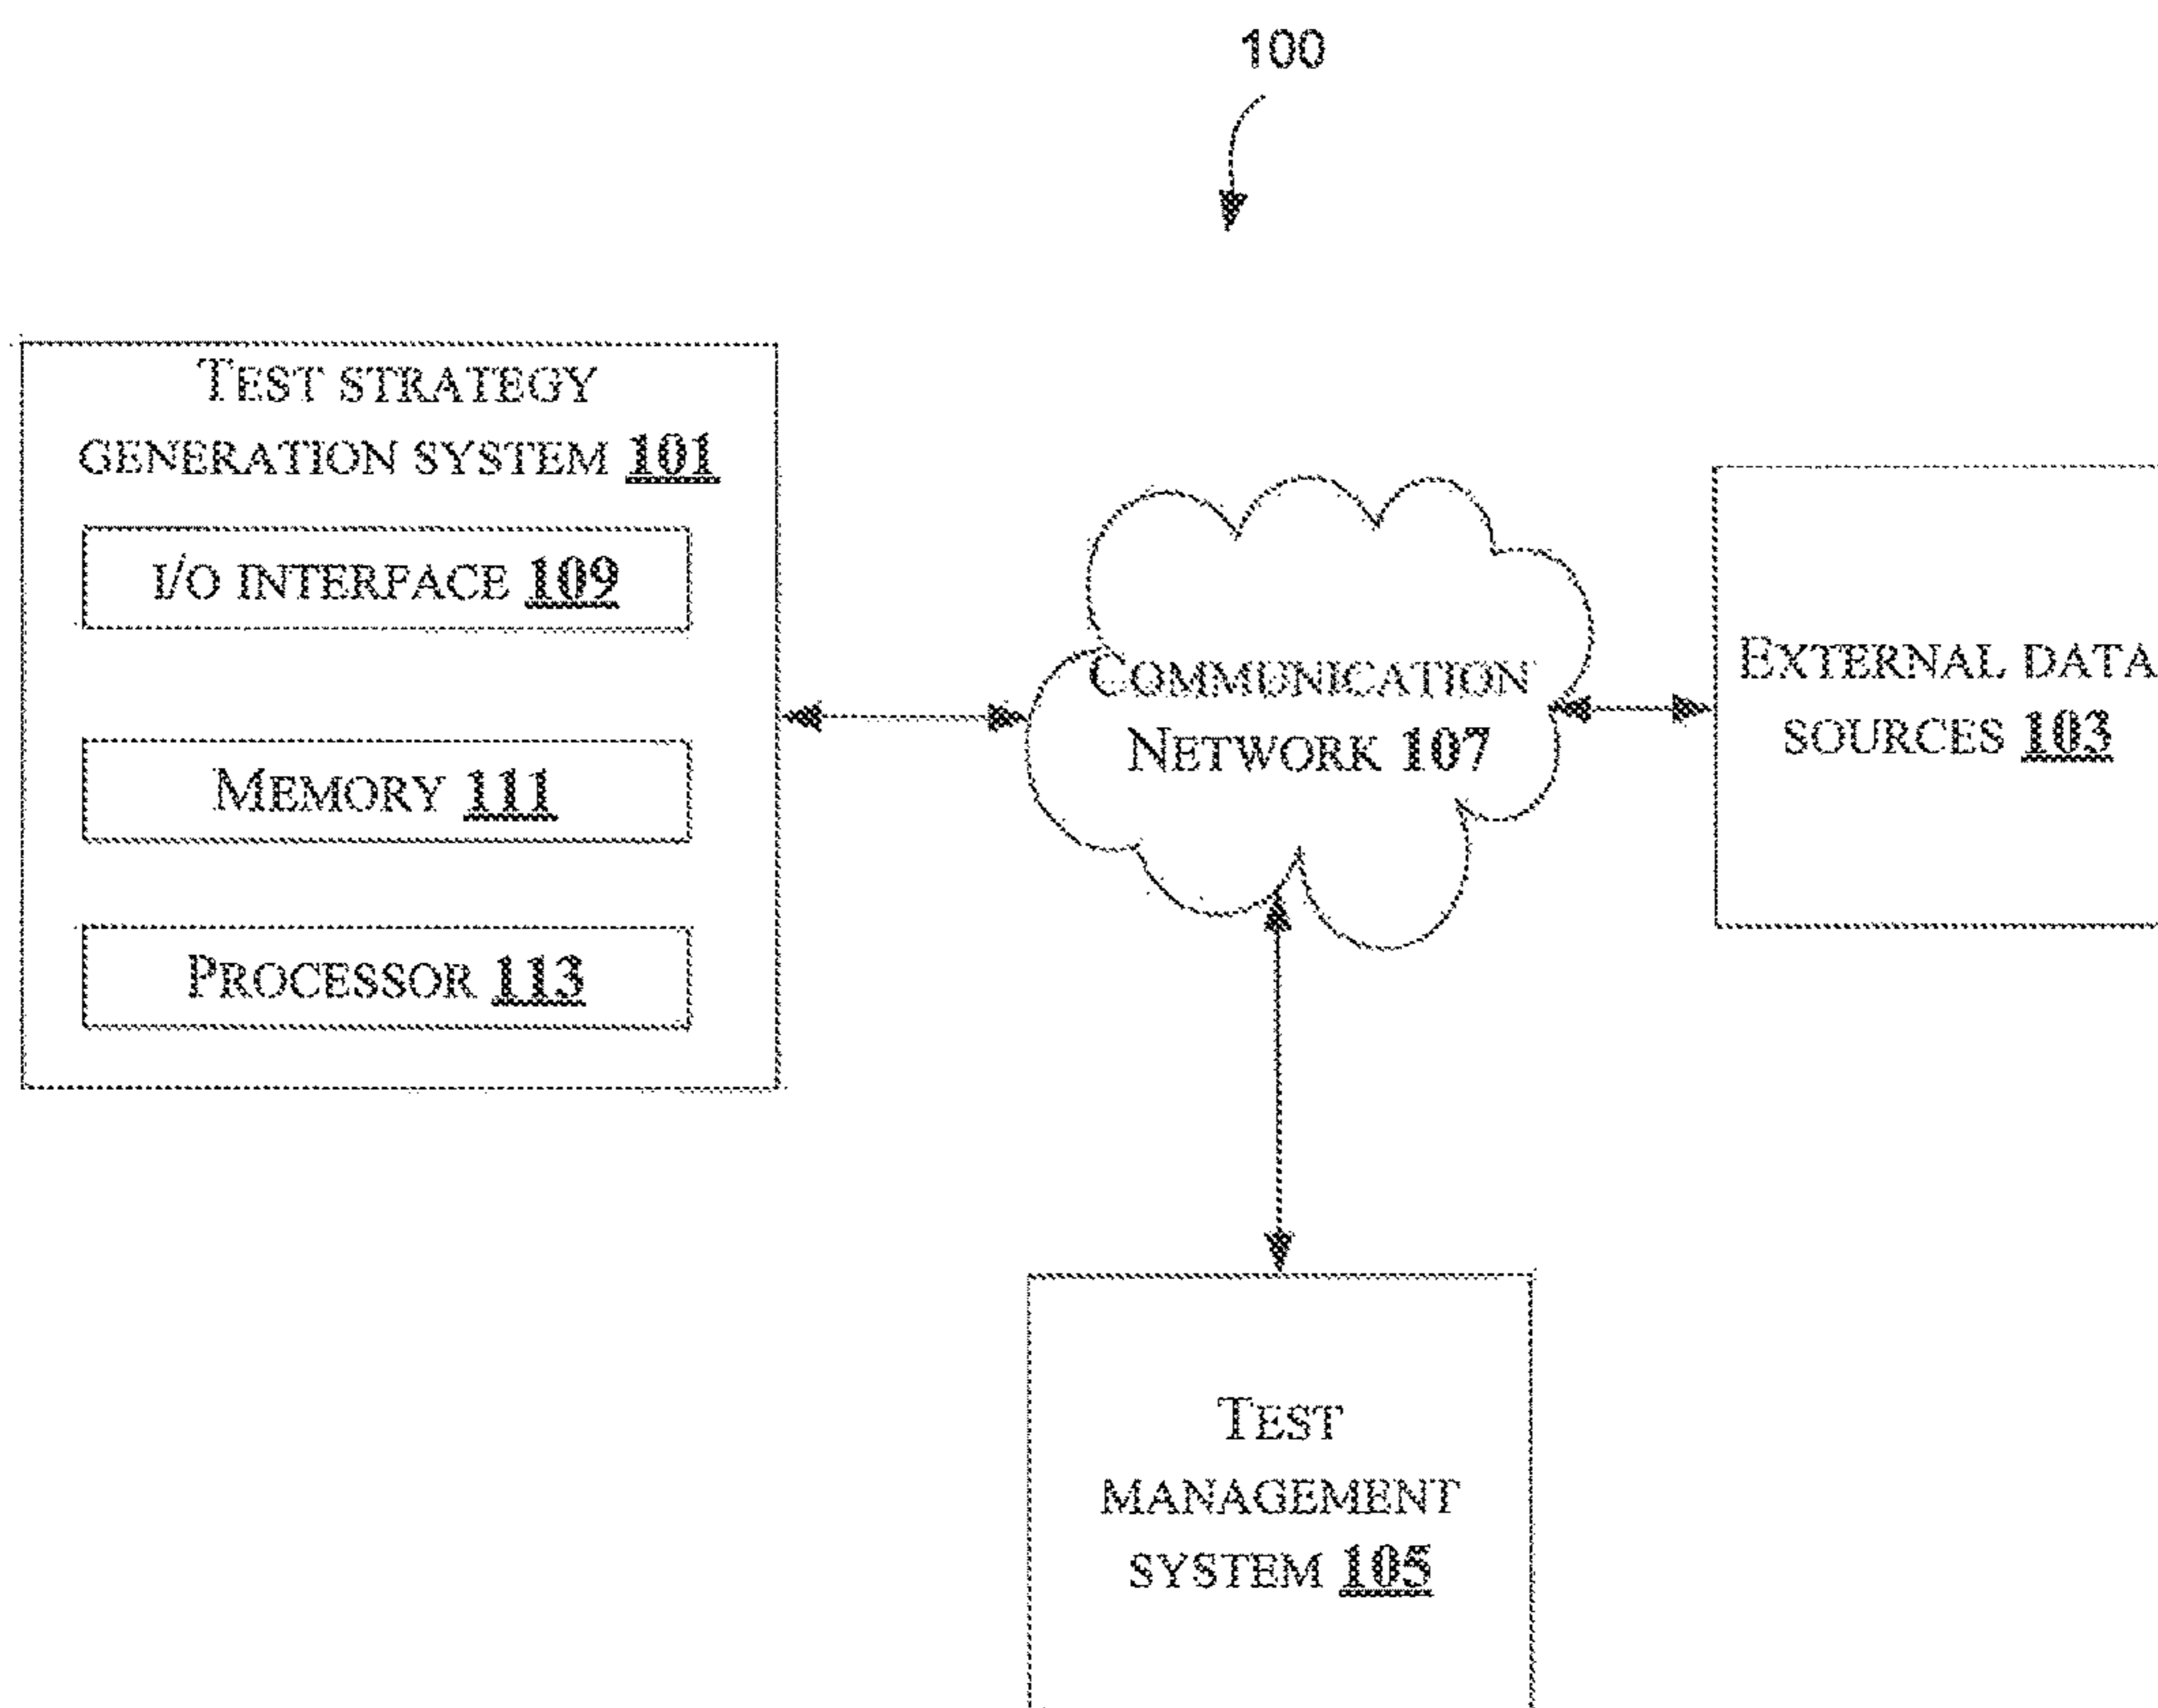 100
TEST STRATEGY
GENERATION SYSTEM 101
I/O INTERFACE 109
MEMORY 111
PROCESSOR 113
COMMUNICATION
NETWORK 107
EXTERNAL DATA
SOURCES 103
TEST
MANAGEMENT
SYSTEM 105